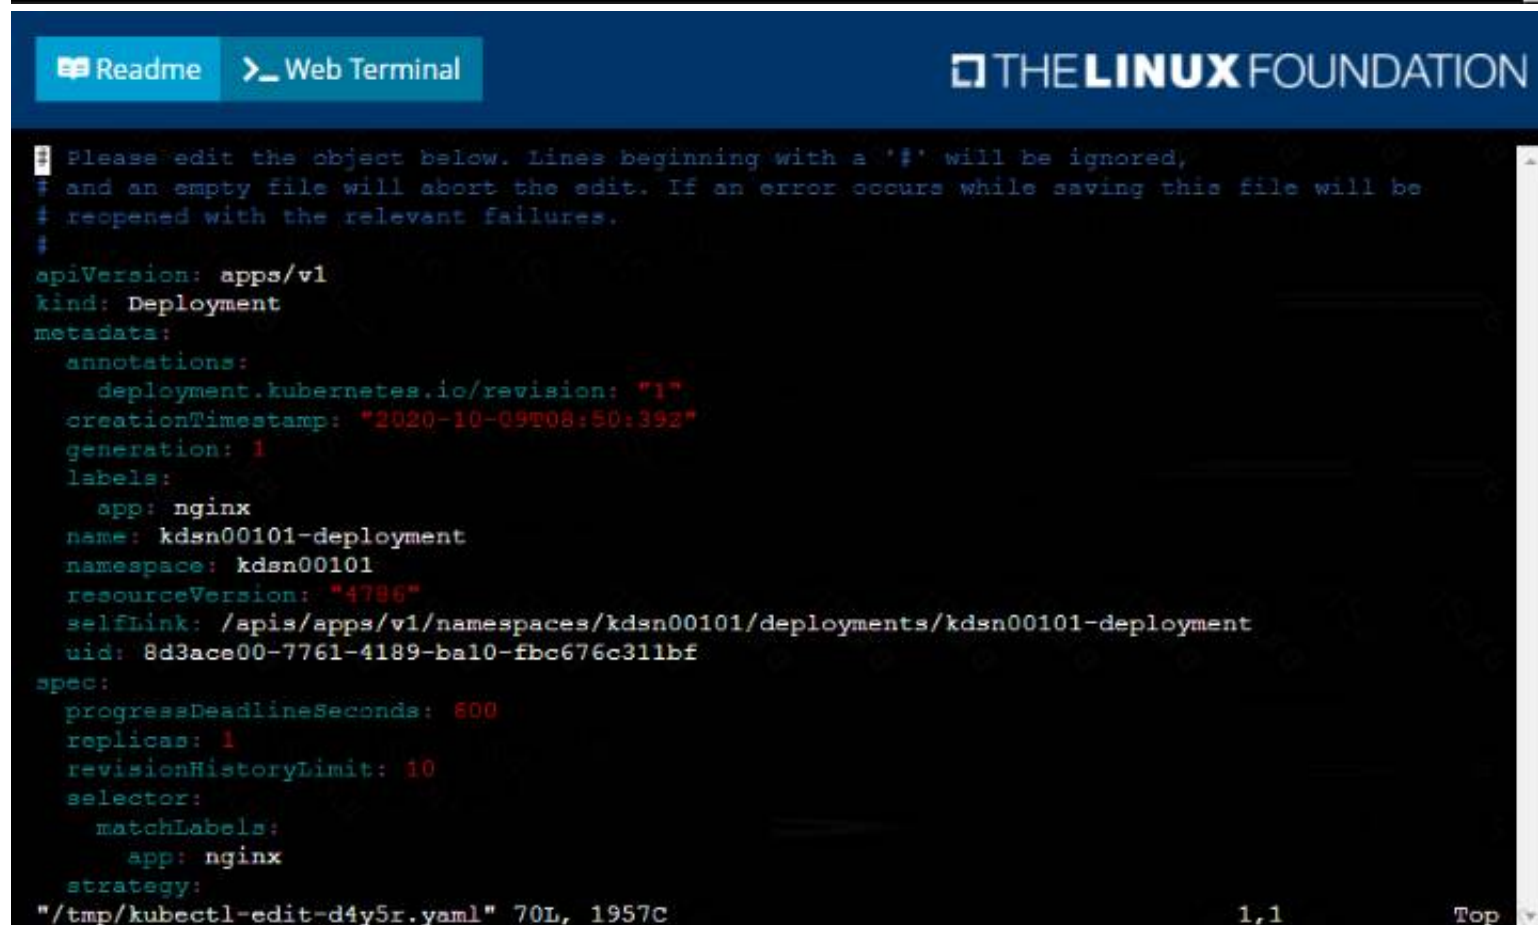 Readme
>_ Web Terminal
THE LINUX FOUNDATION
# Please edit the object below. Lines beginning with a '#' will be ignored,
# and an empty file will abort the edit. If an error occurs while saving this file will be
# reopened with the relevant failures.
#
apiVersion: apps/v1
kind: Deployment
metadata:
  annotations:
    deployment.kubernetes.io/revision: "1"
  creationTimestamp: "2020-10-09T08:50:39Z"
  generation: 1
  labels:
    app: nginx
  name: kdsn00101-deployment
  namespace: kdsn00101
  resourceVersion: "4786"
  selfLink: /apis/apps/v1/namespaces/kdsn00101/deployments/kdsn00101-deployment
  uid: 8d3ace00-7761-4189-ba10-fbc676c311bf
spec:
  progressDeadlineSeconds: 600
  replicas: 1
  revisionHistoryLimit: 10
  selector:
    matchLabels:
      app: nginx
  strategy:
"/tmp/kubectl-edit-d4y5r.yaml" 70L, 1957C 1,1 Top